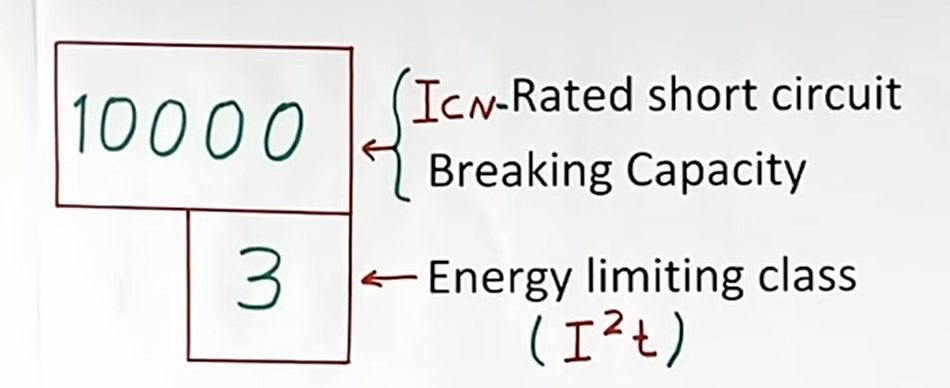 10000
ICN-Rated short circuit
Breaking Capacity
3
Energy limiting class
(I²t)